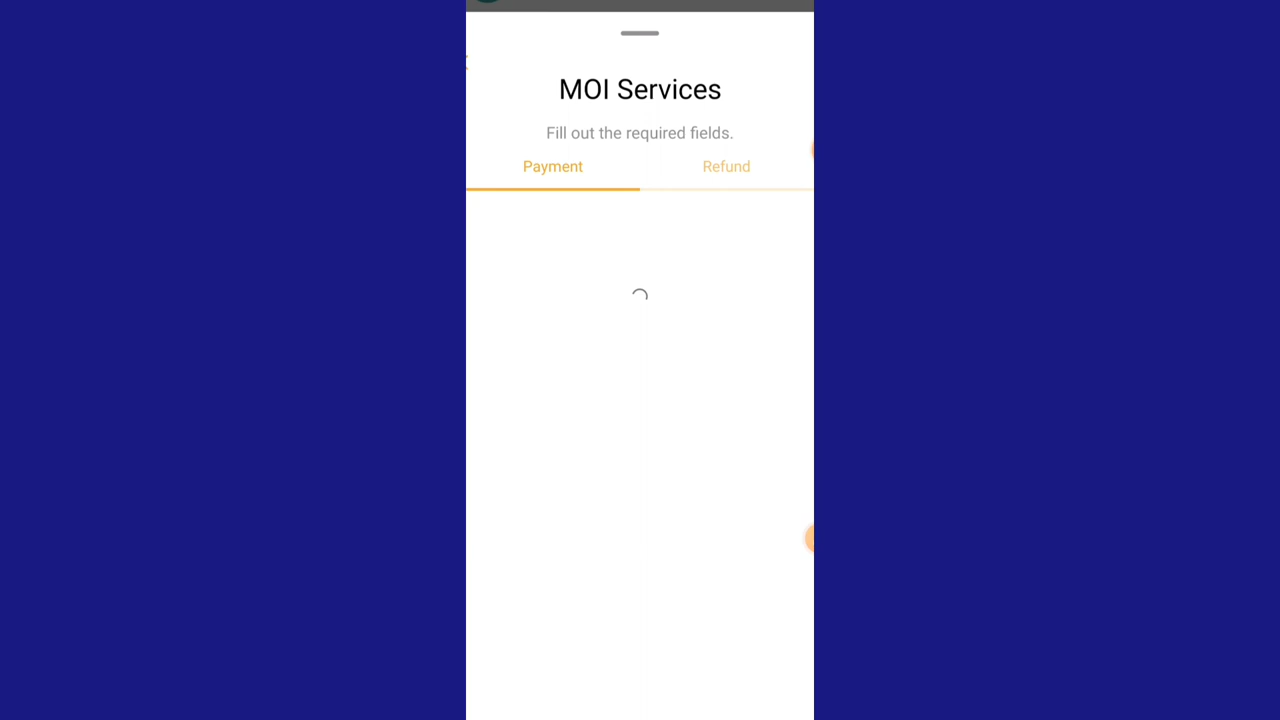 MOI Services
Fill out the required fields.
Payment
Refund